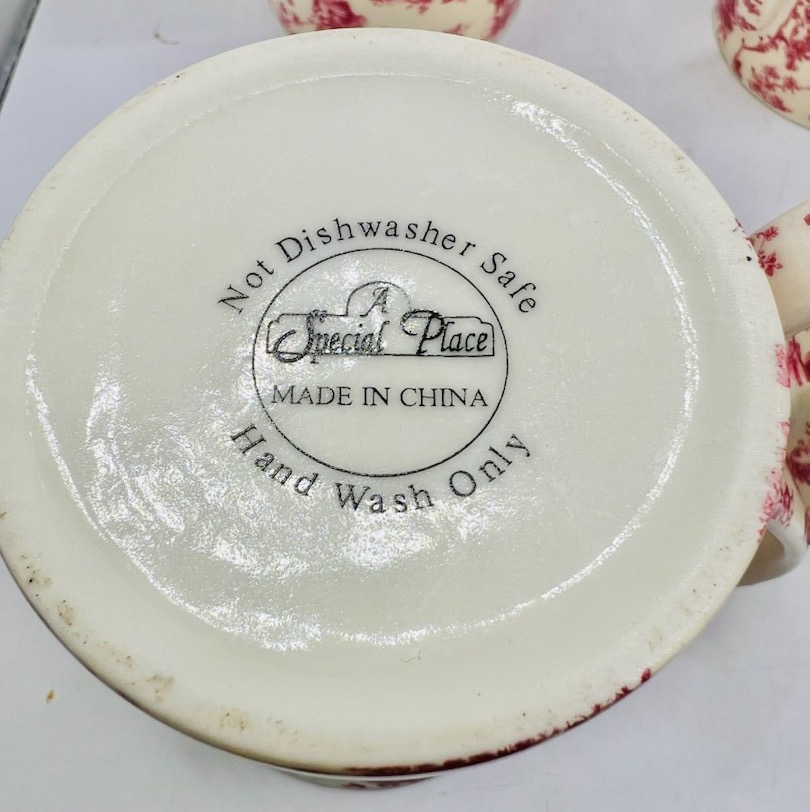 Not Dishwasher Safe
A
Special Place
MADE IN CHINA
Hand Wash Only